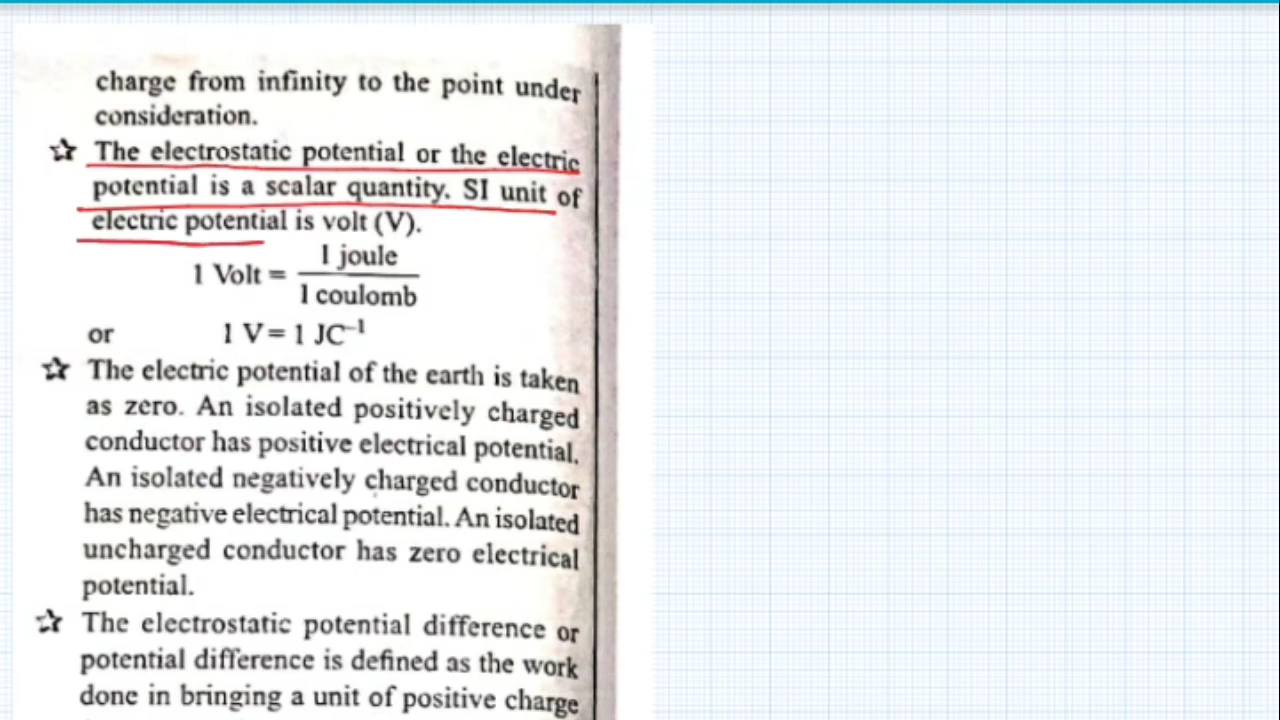 charge from infinity to the point under
consideration.
☆ The electrostatic potential or the electric
potential is a scalar quantity. SI unit of
electric potential is volt (V).
1 Volt = 1 joule / 1 coulomb
or 1 V = 1 JC⁻¹
☆ The electric potential of the earth is taken
as zero. An isolated positively charged
conductor has positive electrical potential.
An isolated negatively charged conductor
has negative electrical potential. An isolated
uncharged conductor has zero electrical
potential.
☆ The electrostatic potential difference or
potential difference is defined as the work
done in bringing a unit of positive charge